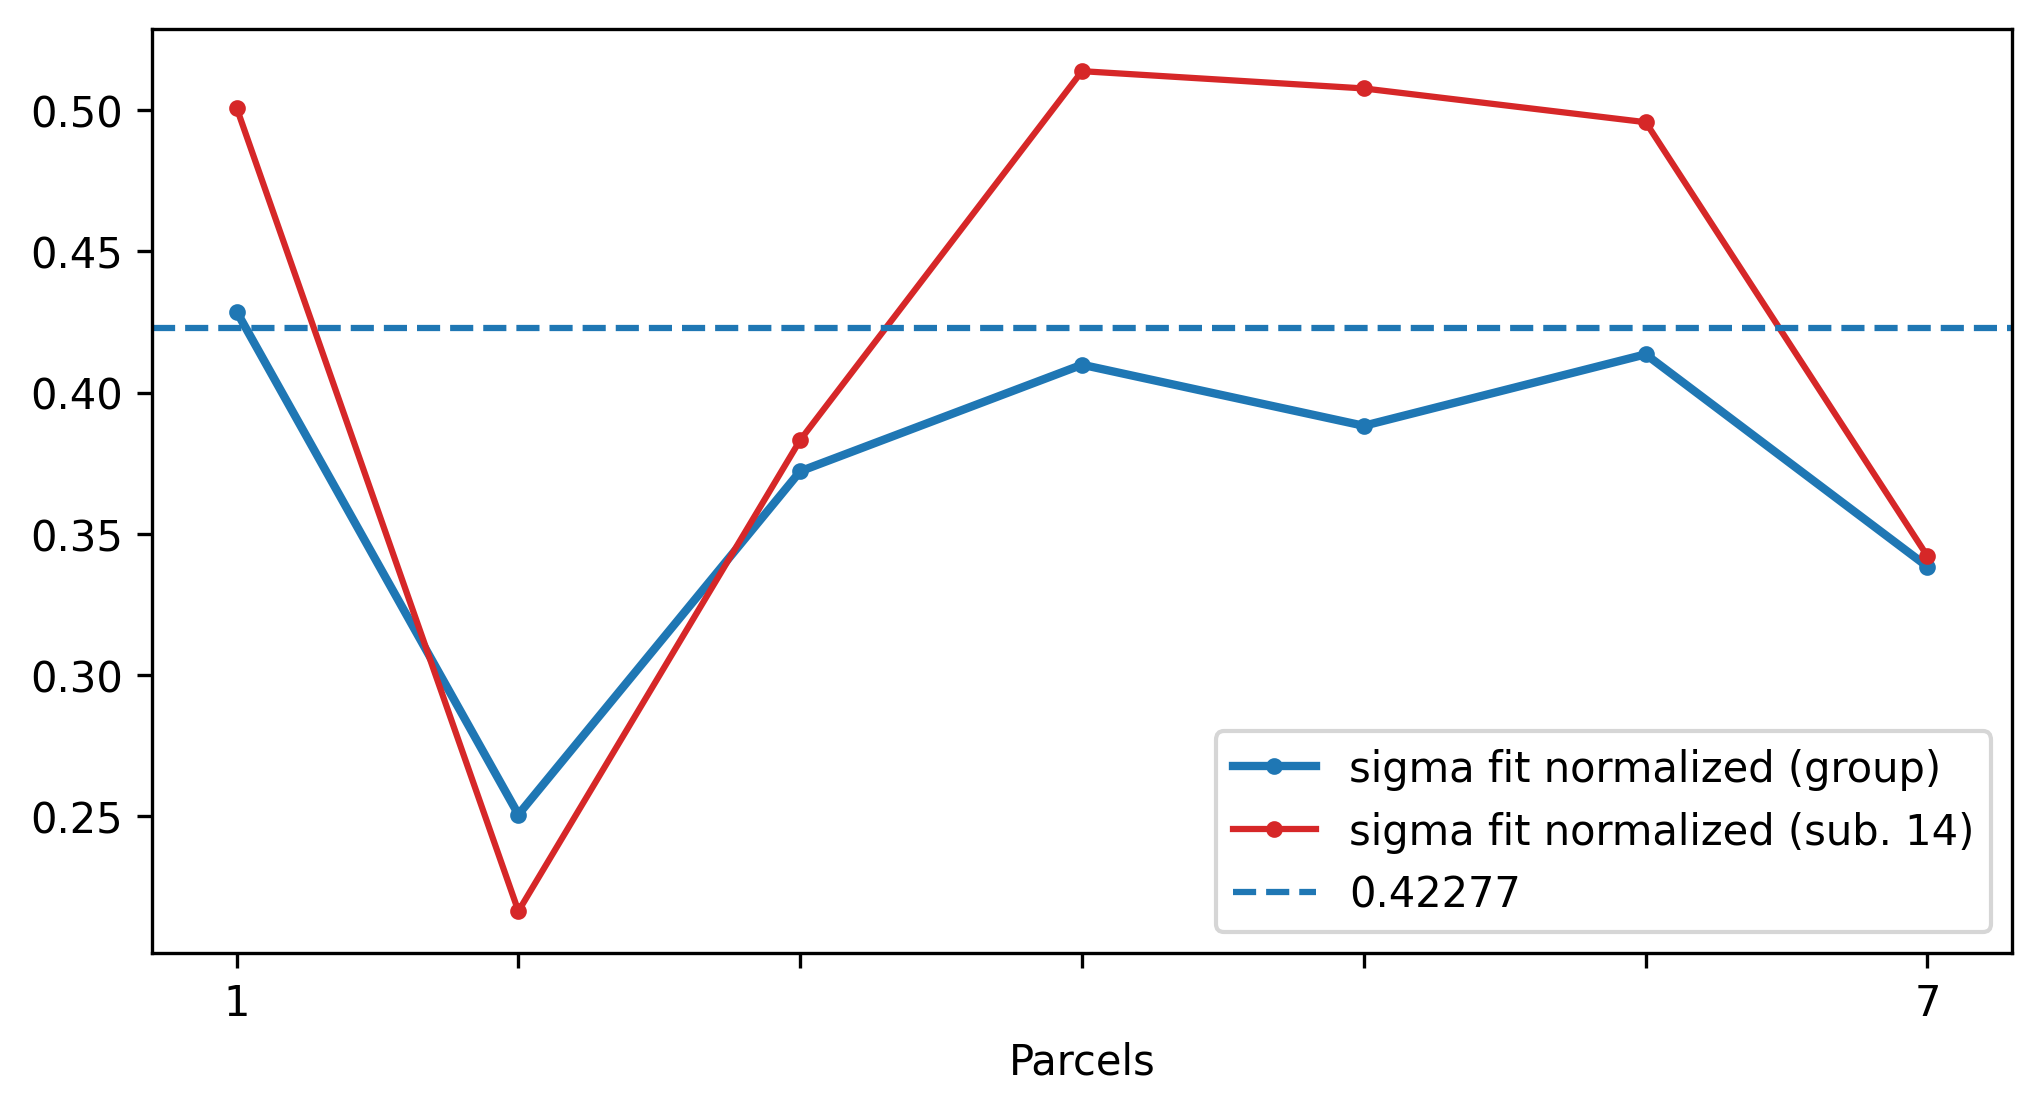 0.50
0.45
0.40
0.35
0.30
0.25
sigma fit normalized (group)
sigma fit normalized (sub. 14)
0.42277
1 7
Parcels